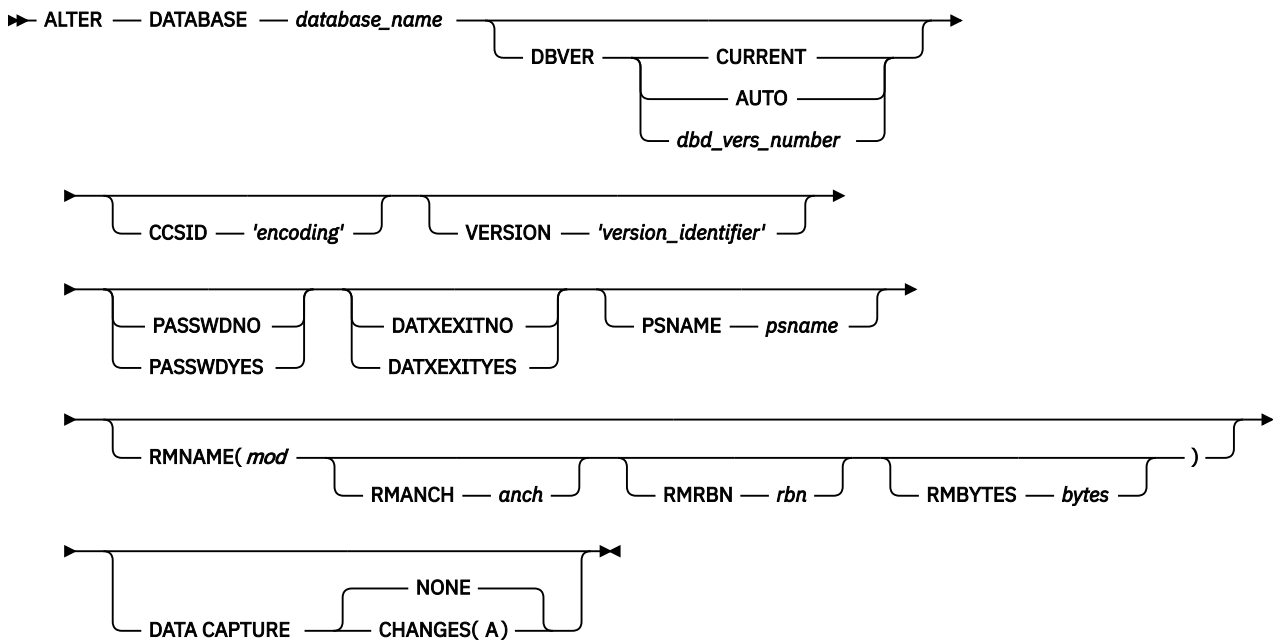 ALTER DATABASE database_name
DBVER CURRENT
AUTO
dbd_vers_number
CCSID 'encoding' VERSION 'version_identifier'
PASSWDNO DATXEXITNO PSNAME psname
PASSWDYES DATXEXITYES
RMNAME( mod )
RMANCH anch RMRBN rbn RMBYTES bytes
NONE
DATA CAPTURE CHANGES( A )